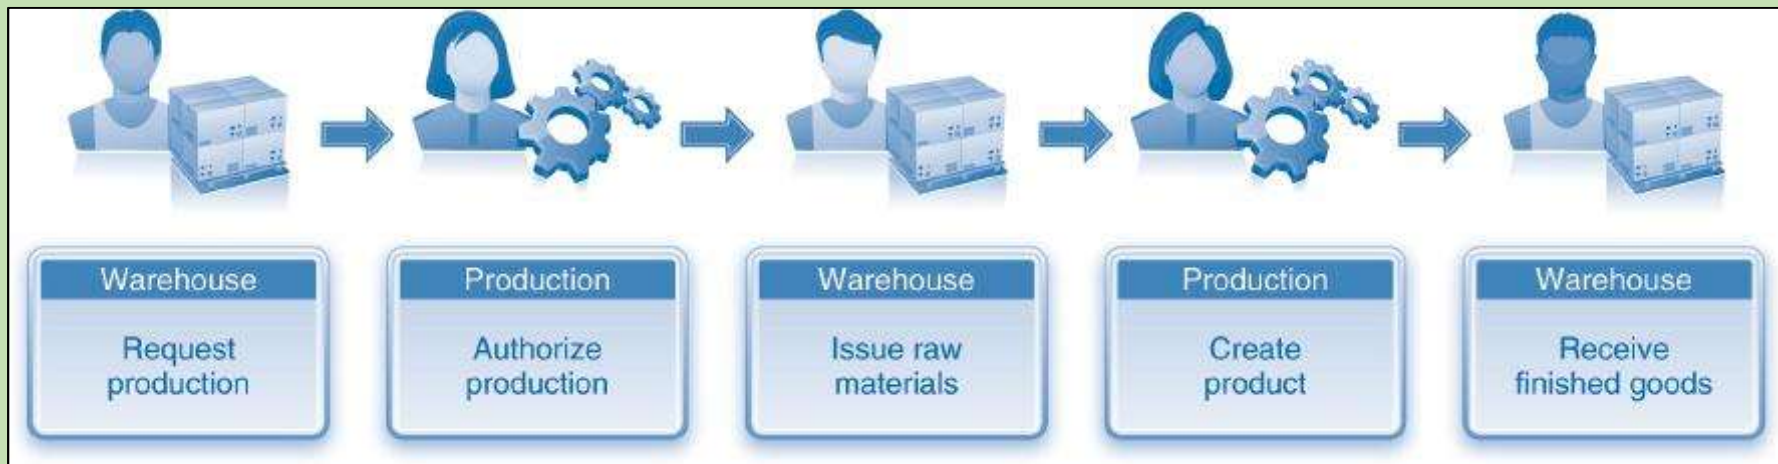 Warehouse
Request
production
Production
Authorize
production
Warehouse
Issue raw
materials
Production
Create
product
Warehouse
Receive
finished goods